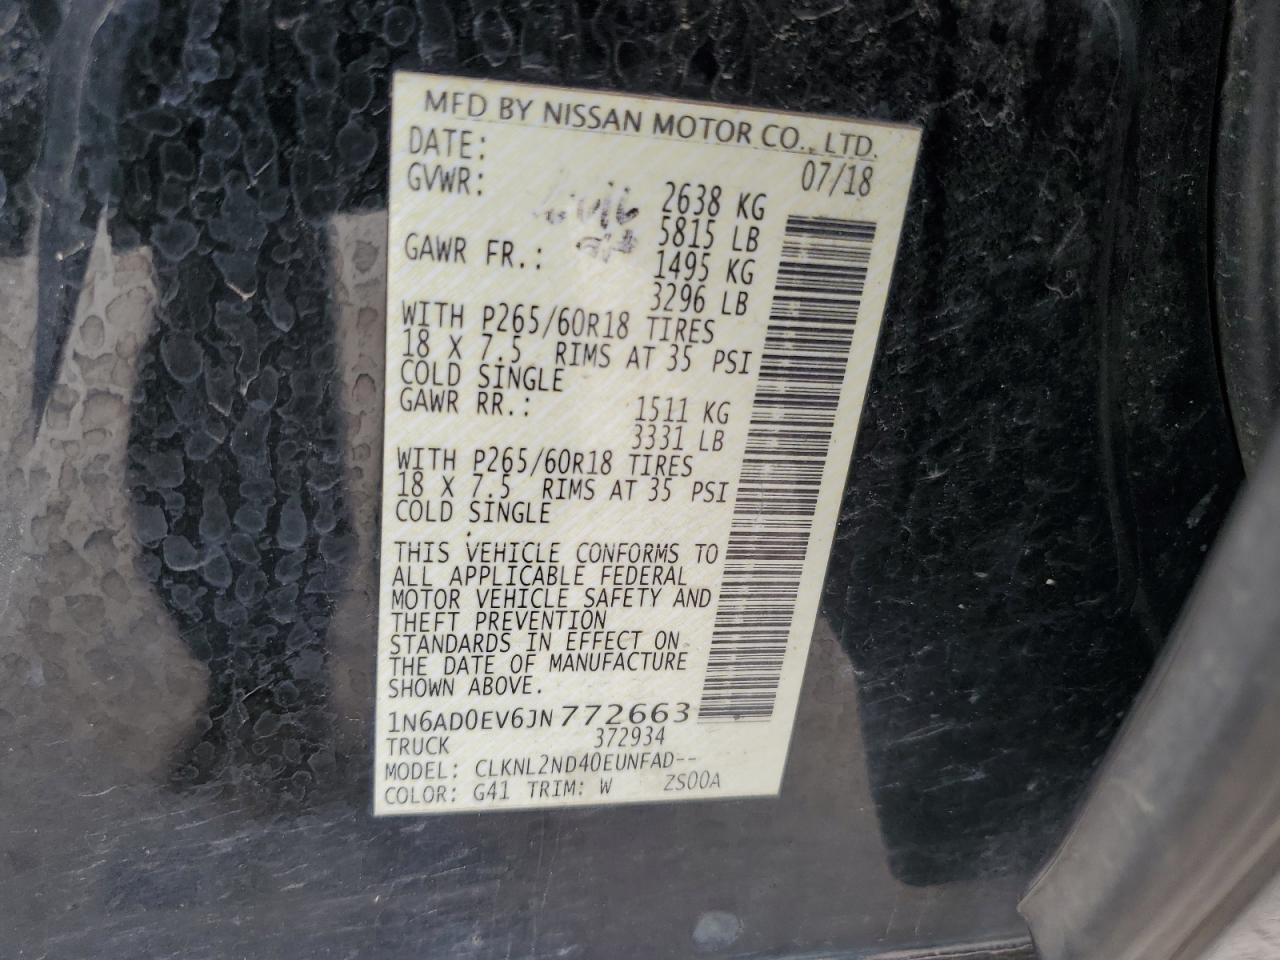 MFD BY NISSAN MOTOR CO., LTD.
DATE: 07/18
GVWR: 2638 KG
5815 LB
GAWR FR.: 1495 KG
3296 LB
WITH P265/60R18 TIRES
18 X 7.5 RIMS AT 35 PSI
COLD SINGLE
GAWR RR.: 1511 KG
3331 LB
WITH P265/60R18 TIRES
18 X 7.5 RIMS AT 35 PSI
COLD SINGLE
THIS VEHICLE CONFORMS TO
ALL APPLICABLE FEDERAL
MOTOR VEHICLE SAFETY AND
THEFT PREVENTION
STANDARDS IN EFFECT ON
THE DATE OF MANUFACTURE
SHOWN ABOVE.
1N6AD0EV6JN772663
TRUCK 372934
MODEL: CLKNL2ND40EUNFAD--
COLOR: G41 TRIM: W ZS00A